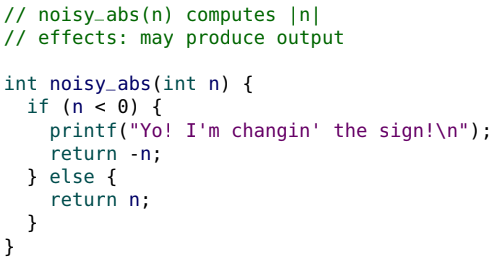 // noisy_abs(n) computes |n|
// effects: may produce output

int noisy_abs(int n) {
  if (n < 0) {
    printf("Yo! I'm changin' the sign!\n");
    return -n;
  } else {
    return n;
  }
}